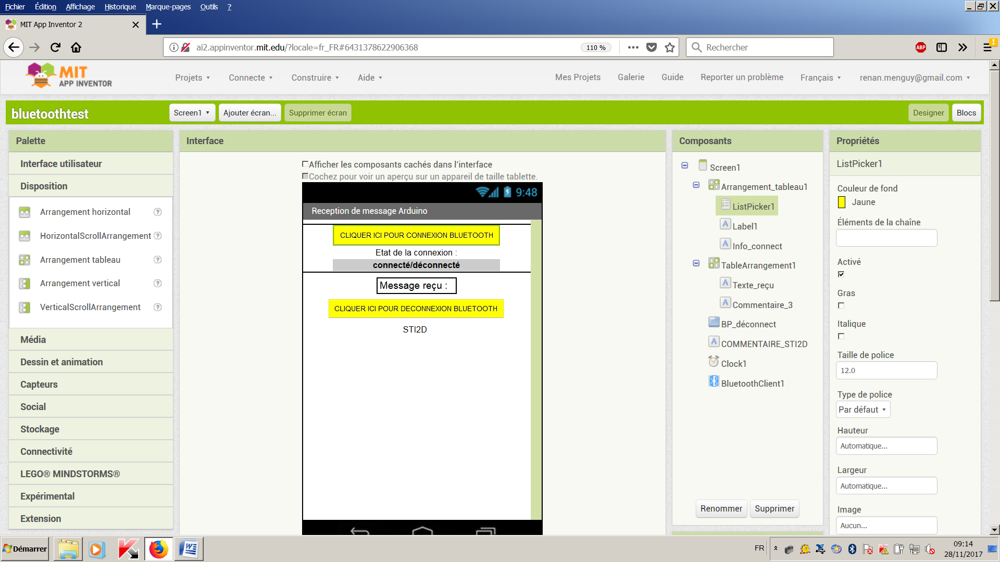 Fichier Édition Affichage Historique Marque-pages Outils ?
MIT App Inventor 2
ai2.appinventor.mit.edu/?locale=fr_FR#6431378622906368
110 %
Rechercher
ABP
MIT
APP INVENTOR
Projets Connecte Construire Aide
Mes Projets Galerie Guide Reporter un problème Français renan.menguy@gmail.com
bluetoothtest
Screen1 Ajouter écran... Supprimer écran
Designer Blocs
Palette
Interface utilisateur
Disposition
Arrangement horizontal ?
HorizontalScrollArrangement ?
Arrangement tableau ?
Arrangement vertical ?
VerticalScrollArrangement ?
Média
Dessin et animation
Capteurs
Social
Stockage
Connectivité
LEGO® MINDSTORMS®
Expérimental
Extension
Interface
Afficher les composants cachés dans l'interface
Cochez pour voir un aperçu sur un appareil de taille tablette.
9:48
Reception de message Arduino
CLIQUER ICI POUR CONNEXION BLUETOOTH
Etat de la connexion :
connecté/déconnecté
Message reçu :
CLIQUER ICI POUR DECONNEXION BLUETOOTH
STI2D
Composants
Screen1
Arrangement_tableau1
ListPicker1
A Label1
A Info_connect
TableArrangement1
A Texte_reçu
A Commentaire_3
BP_déconnect
A COMMENTAIRE_STI2D
Clock1
BluetoothClient1
Renommer Supprimer
Propriétés
ListPicker1
Couleur de fond
Jaune
Éléments de la chaîne
Activé
Gras
Italique
Taille de police
12.0
Type de police
Par défaut
Hauteur
Automatique...
Largeur
Automatique...
Image
Aucun...
Démarrer
FR
09:14
28/11/2017